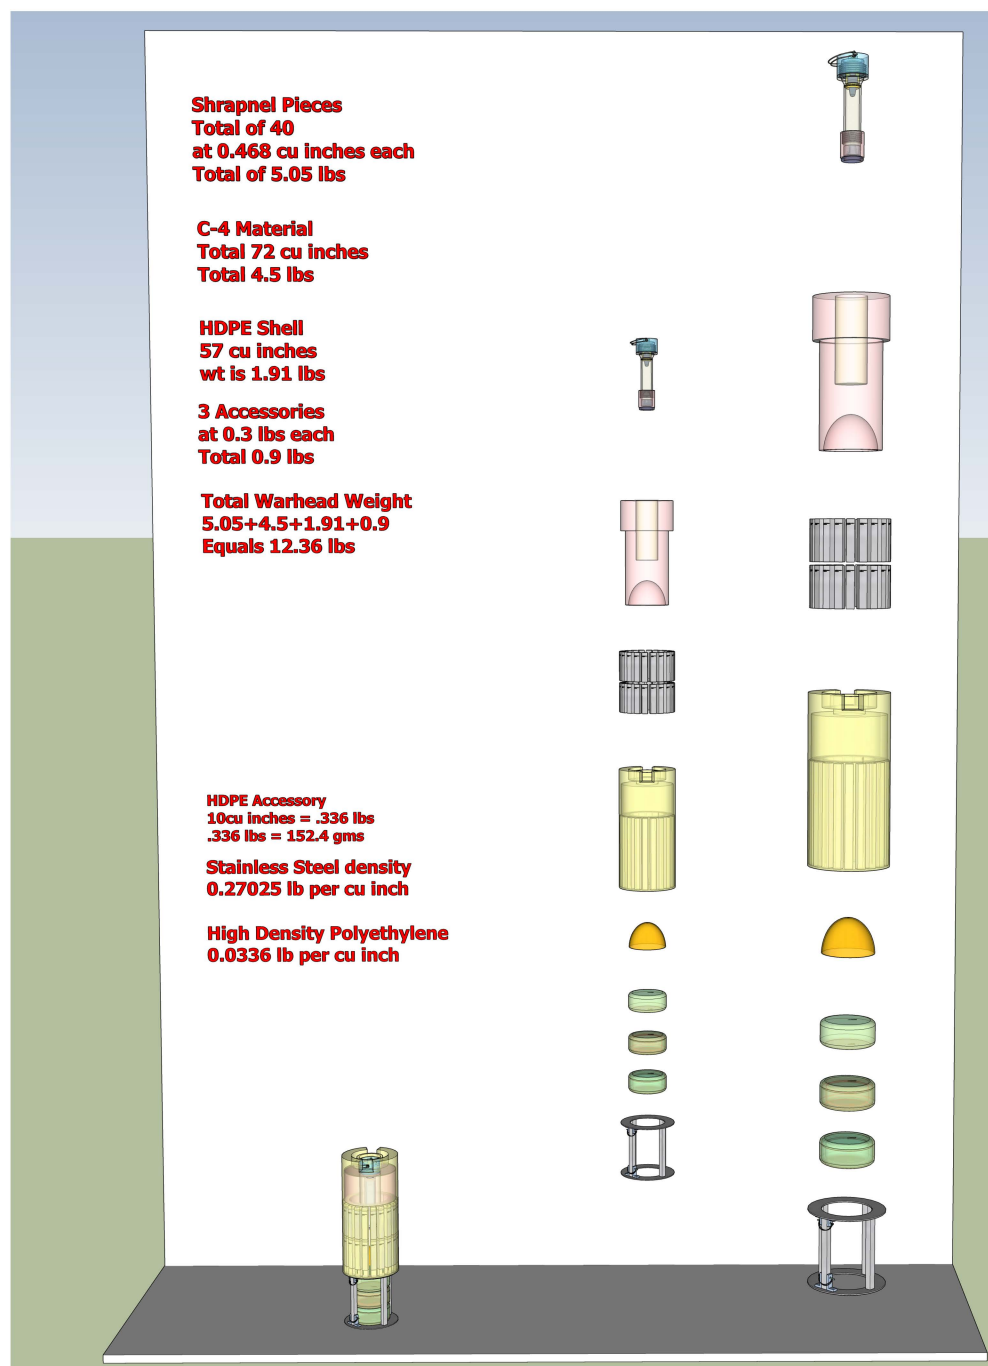 Shrapnel Pieces
Total of 40
at 0.468 cu inches each
Total of 5.05 lbs
C-4 Material
Total 72 cu inches
Total 4.5 lbs
HDPE Shell
57 cu inches
wt is 1.91 lbs
3 Accessories
at 0.3 lbs each
Total 0.9 lbs
Total Warhead Weight
5.05+4.5+1.91+0.9
Equals 12.36 lbs
HDPE Accessory
10cu inches = .336 lbs
.336 lbs = 152.4 gms
Stainless Steel density
0.27025 lb per cu inch
High Density Polyethylene
0.0336 lb per cu inch